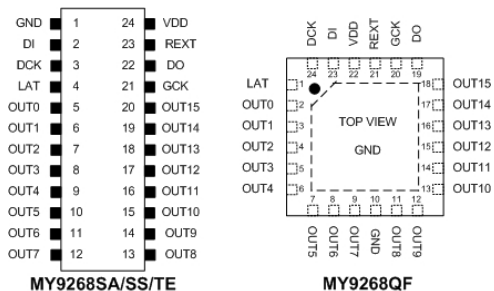 GND 1 24 VDD
DI 2 23 REXT
DCK 3 22 DO
LAT 4 21 GCK
OUT0 5 20 OUT15
OUT1 6 19 OUT14
OUT2 7 18 OUT13
OUT3 8 17 OUT12
OUT4 9 16 OUT11
OUT5 10 15 OUT10
OUT6 11 14 OUT9
OUT7 12 13 OUT8
MY9268SA/SS/TE
DCK DI VDD REXT GCK DO
24 23 22 21 20 19
LAT 1 18 OUT15
OUT0 2 17 OUT14
OUT1 3 16 OUT13
OUT2 4 15 OUT12
OUT3 5 14 OUT11
OUT4 6 13 OUT10
TOP VIEW
GND
7 8 9 10 11 12
OUT5 OUT6 OUT7 GND OUT8 OUT9
MY9268QF